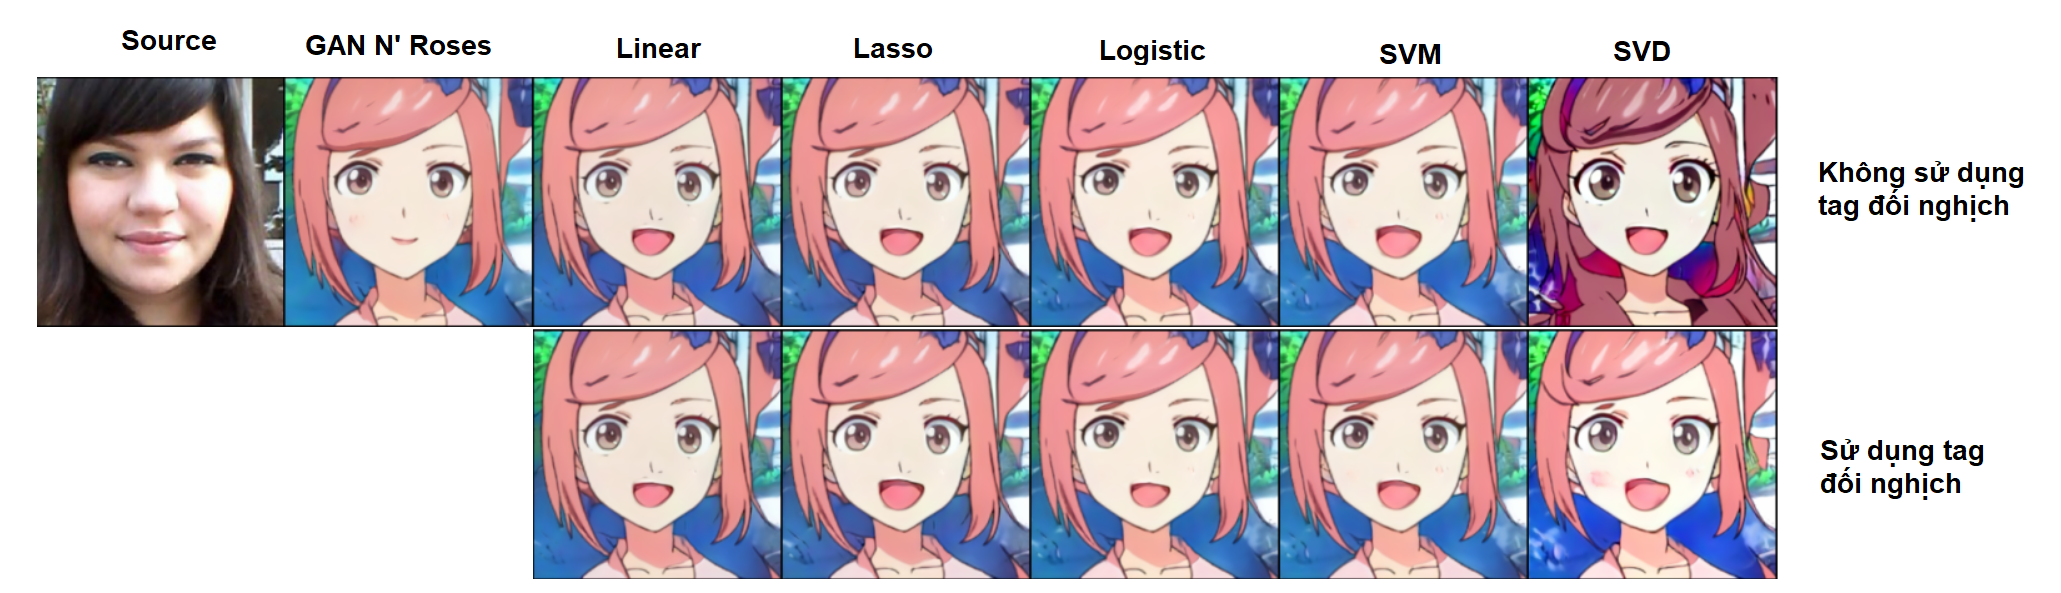 Source
GAN N' Roses
Linear
Lasso
Logistic
SVM
SVD
Không sử dụng
tag đối nghịch
Sử dụng tag
đối nghịch